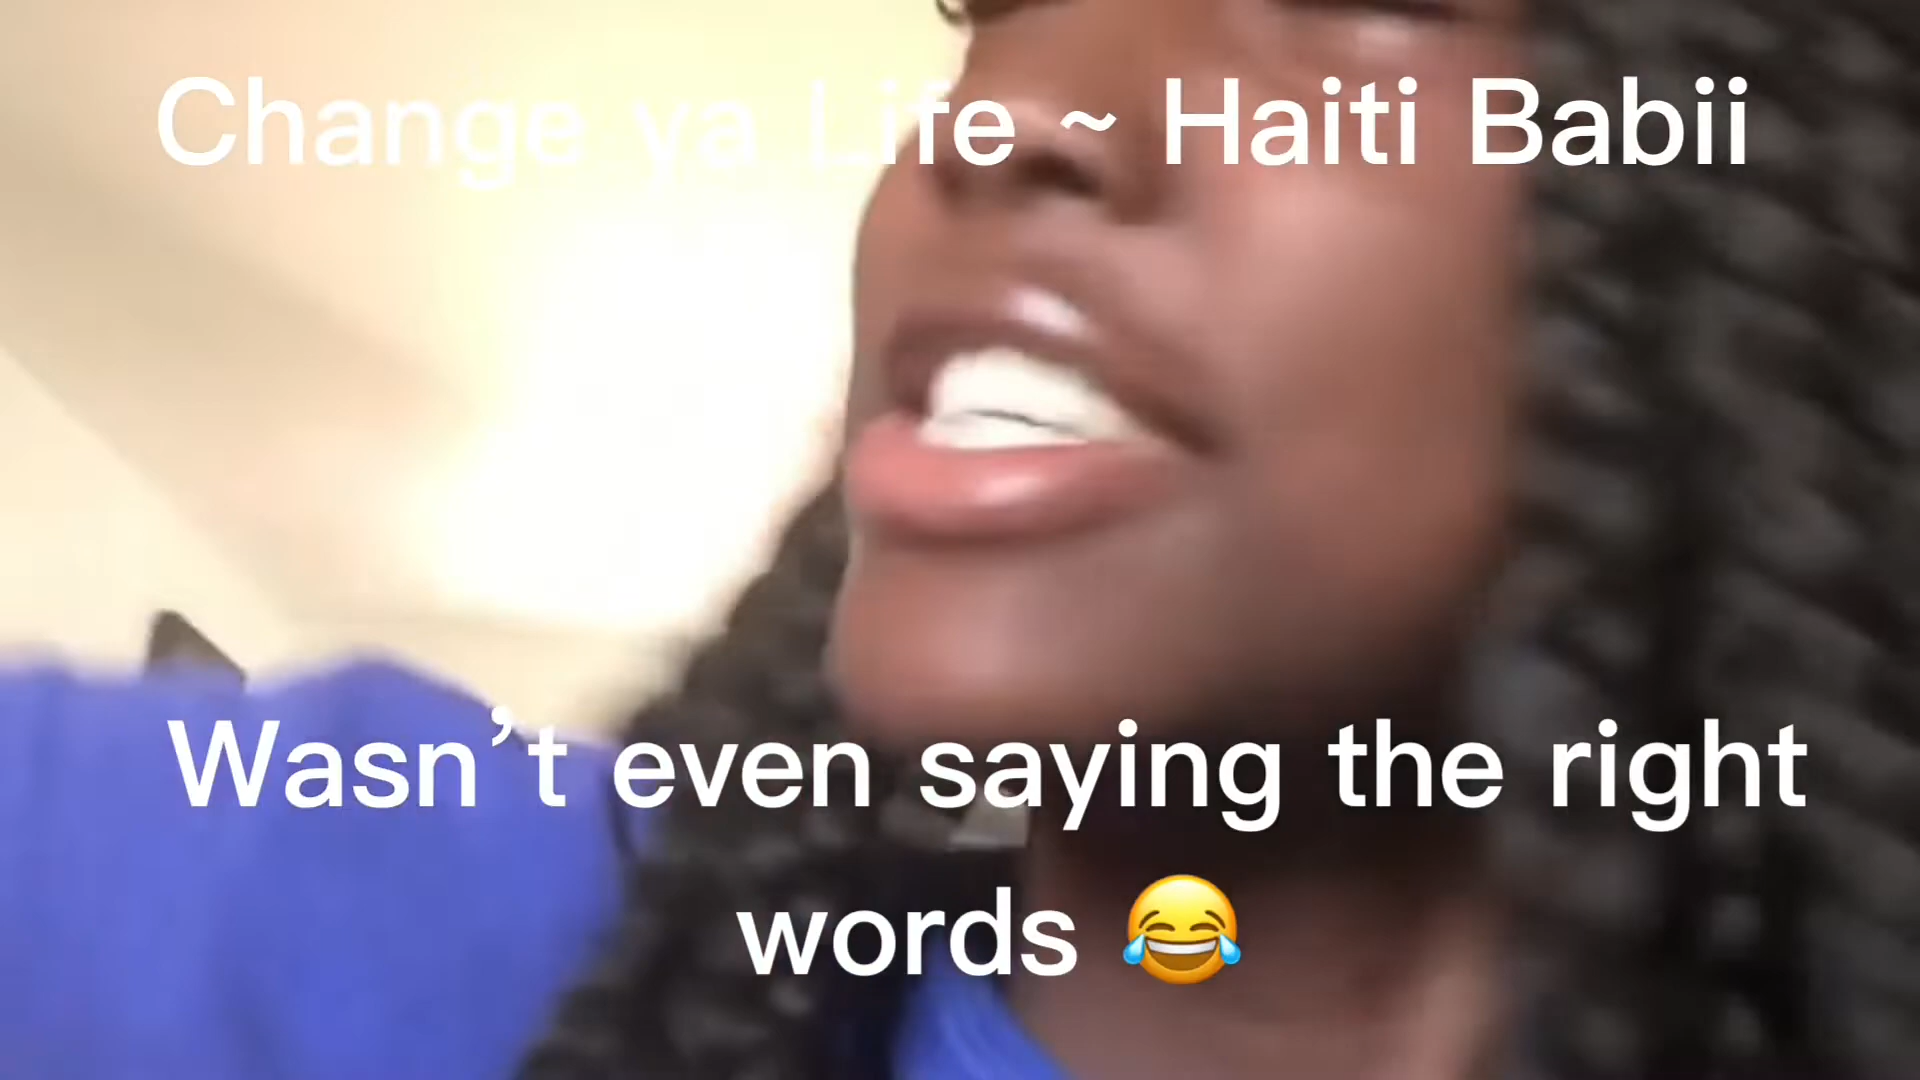 Change ya Life ~ Haiti Babii
Wasn’t even saying the right
words 😂